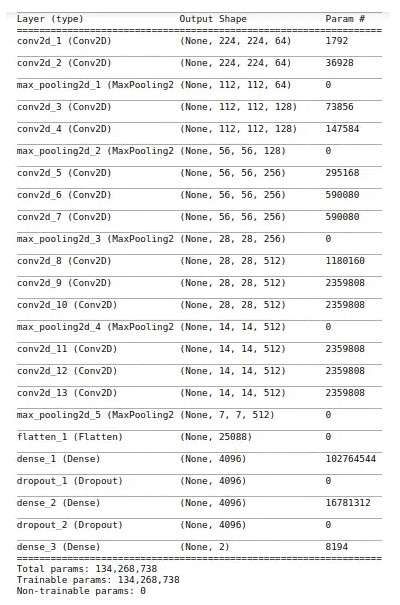 Layer (type) Output Shape Param #
conv2d_1 (Conv2D) (None, 224, 224, 64) 1792
conv2d_2 (Conv2D) (None, 224, 224, 64) 36928
max_pooling2d_1 (MaxPooling2 (None, 112, 112, 64) 0
conv2d_3 (Conv2D) (None, 112, 112, 128) 73856
conv2d_4 (Conv2D) (None, 112, 112, 128) 147584
max_pooling2d_2 (MaxPooling2 (None, 56, 56, 128) 0
conv2d_5 (Conv2D) (None, 56, 56, 256) 295168
conv2d_6 (Conv2D) (None, 56, 56, 256) 590080
conv2d_7 (Conv2D) (None, 56, 56, 256) 590080
max_pooling2d_3 (MaxPooling2 (None, 28, 28, 256) 0
conv2d_8 (Conv2D) (None, 28, 28, 512) 1180160
conv2d_9 (Conv2D) (None, 28, 28, 512) 2359808
conv2d_10 (Conv2D) (None, 28, 28, 512) 2359808
max_pooling2d_4 (MaxPooling2 (None, 14, 14, 512) 0
conv2d_11 (Conv2D) (None, 14, 14, 512) 2359808
conv2d_12 (Conv2D) (None, 14, 14, 512) 2359808
conv2d_13 (Conv2D) (None, 14, 14, 512) 2359808
max_pooling2d_5 (MaxPooling2 (None, 7, 7, 512) 0
flatten_1 (Flatten) (None, 25088) 0
dense_1 (Dense) (None, 4096) 102764544
dropout_1 (Dropout) (None, 4096) 0
dense_2 (Dense) (None, 4096) 16781312
dropout_2 (Dropout) (None, 4096) 0
dense_3 (Dense) (None, 2) 8194
Total params: 134,268,738
Trainable params: 134,268,738
Non-trainable params: 0